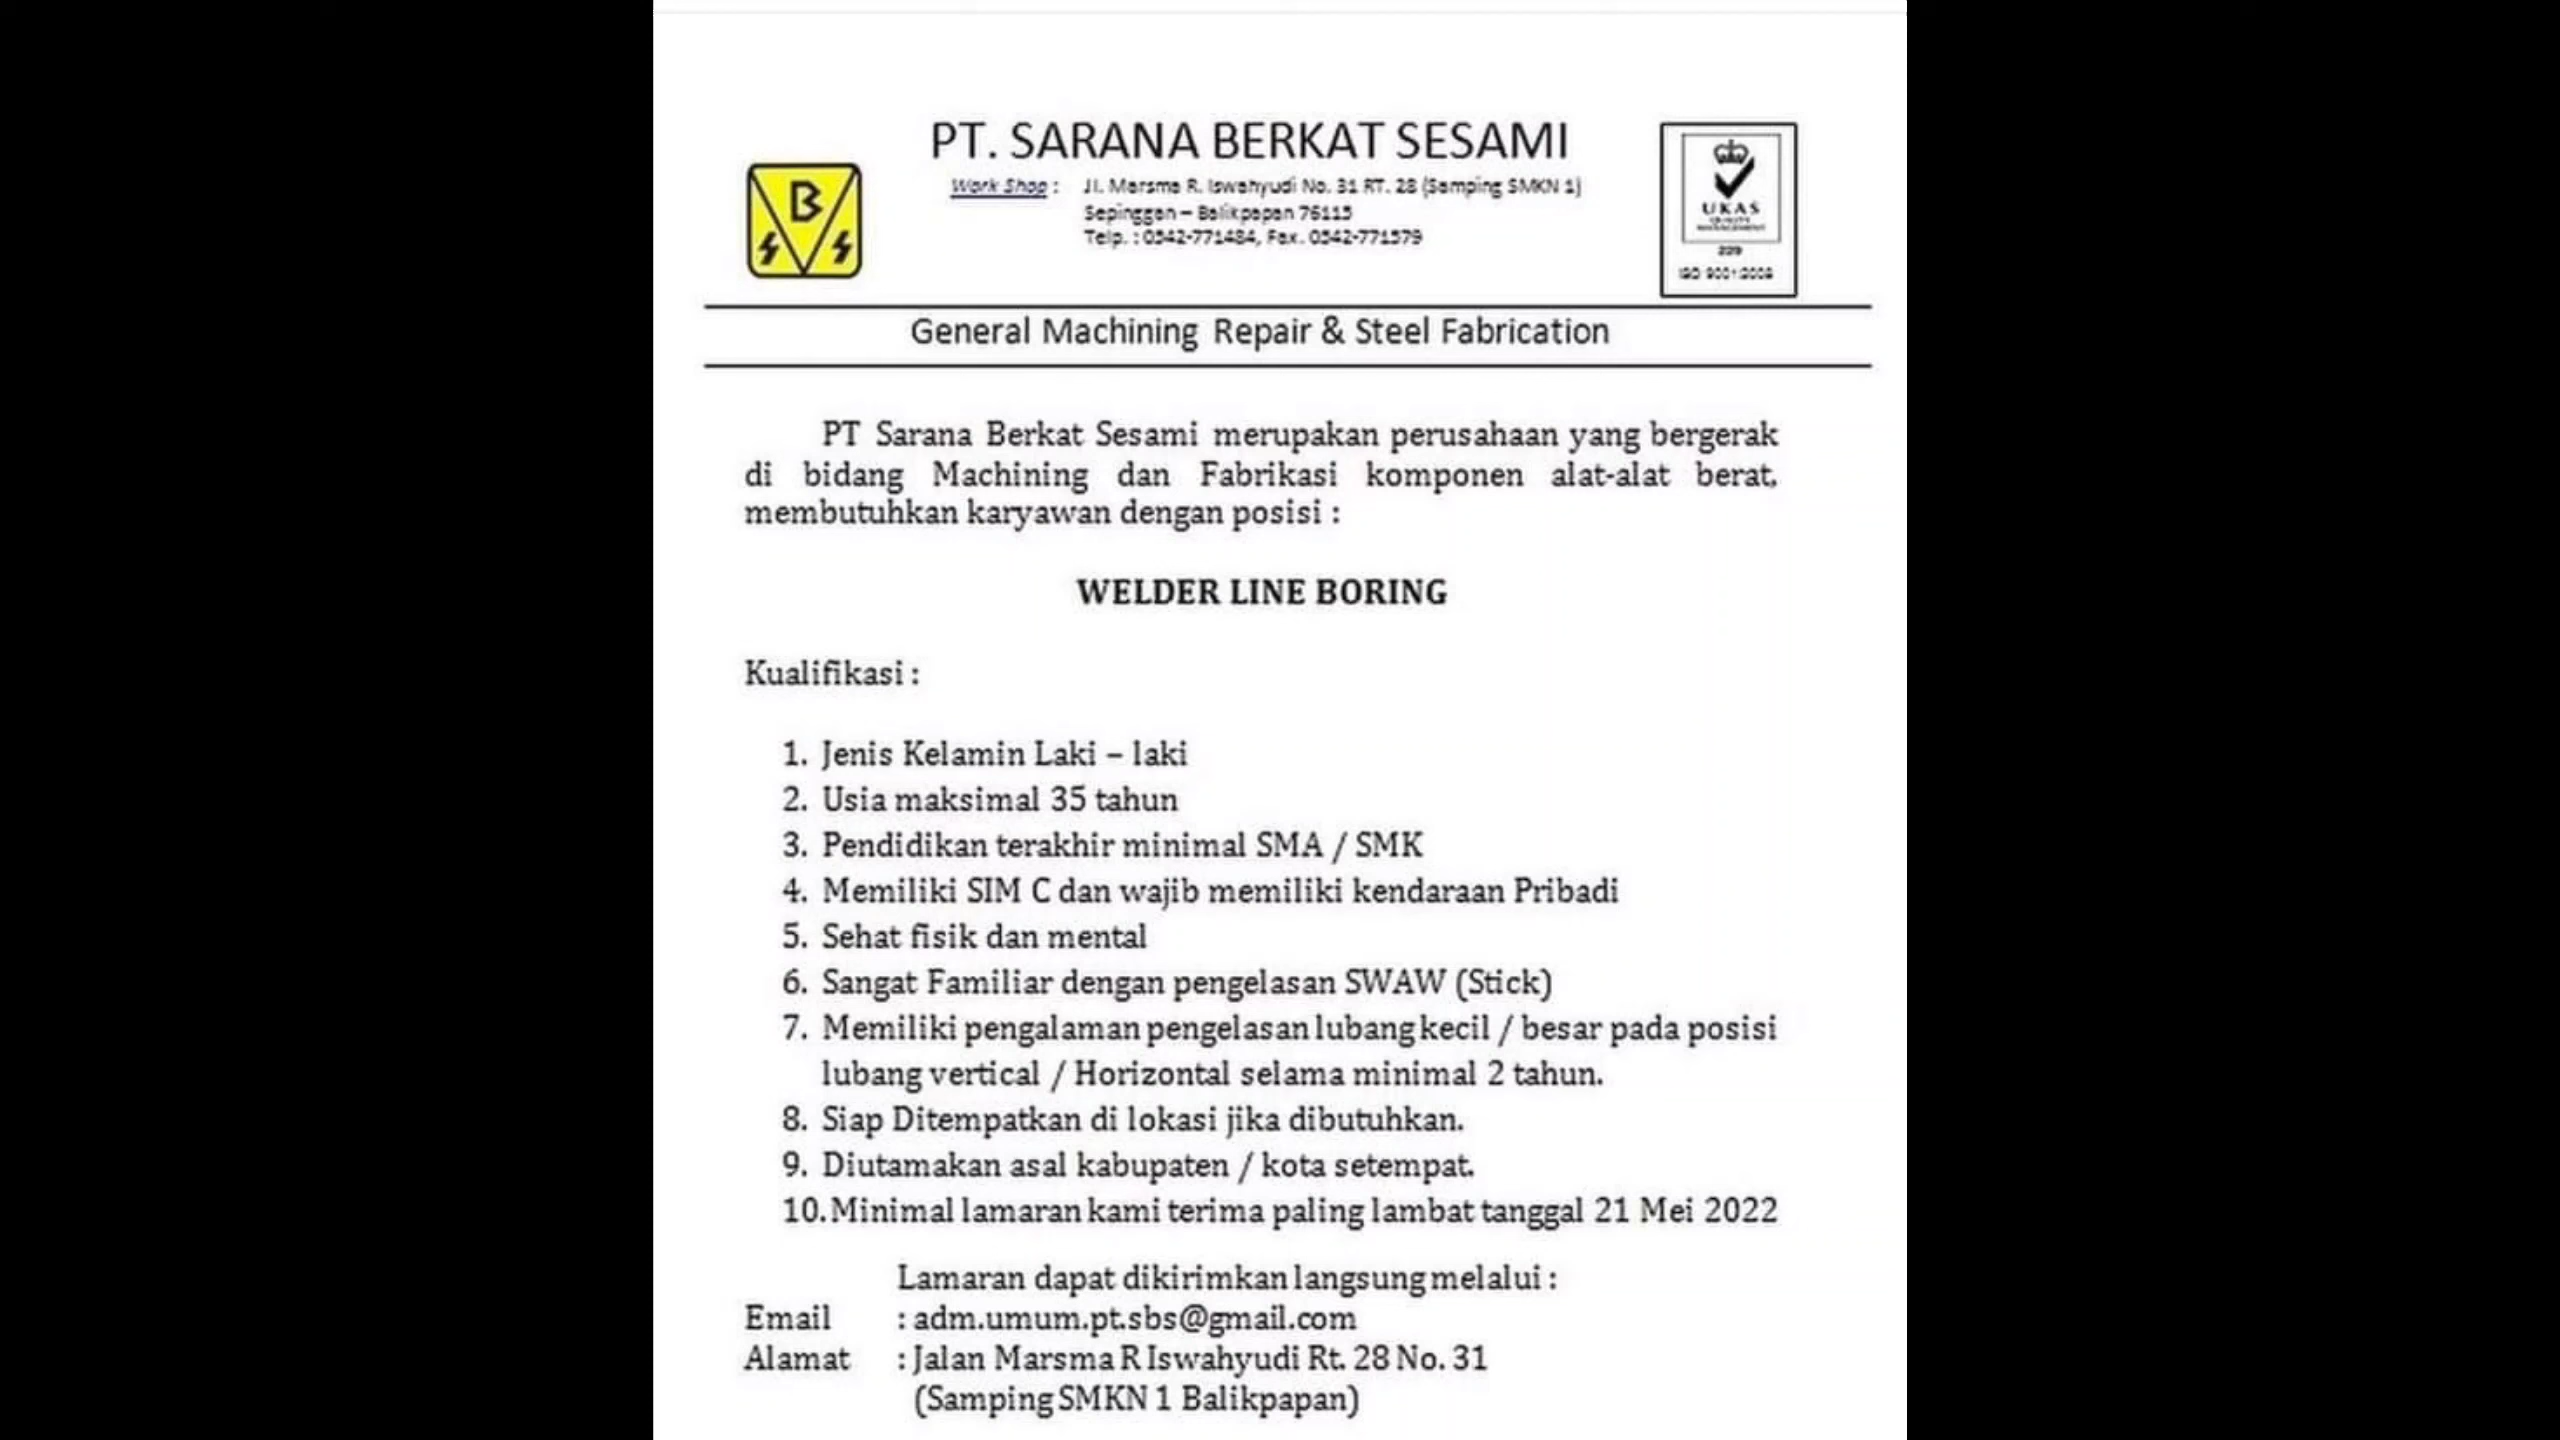 PT. SARANA BERKAT SESAMI
Work Shop : Jl. Marsma R. Iswahyudi No. 31 RT. 28 (Samping SMKN 1)
Sepinggan – Balikpapan 76115
Telp. : 0542-771484, Fax. 0542-771579
B
UKAS
QUALITY
MANAGEMENT
229
ISO 9001:2008
General Machining Repair & Steel Fabrication
PT Sarana Berkat Sesami merupakan perusahaan yang bergerak
di bidang Machining dan Fabrikasi komponen alat-alat berat,
membutuhkan karyawan dengan posisi :
WELDER LINE BORING
Kualifikasi :
1. Jenis Kelamin Laki – laki
2. Usia maksimal 35 tahun
3. Pendidikan terakhir minimal SMA / SMK
4. Memiliki SIM C dan wajib memiliki kendaraan Pribadi
5. Sehat fisik dan mental
6. Sangat Familiar dengan pengelasan SWAW (Stick)
7. Memiliki pengalaman pengelasan lubang kecil / besar pada posisi
lubang vertical / Horizontal selama minimal 2 tahun.
8. Siap Ditempatkan di lokasi jika dibutuhkan.
9. Diutamakan asal kabupaten / kota setempat.
10. Minimal lamaran kami terima paling lambat tanggal 21 Mei 2022
Lamaran dapat dikirimkan langsung melalui :
Email : adm.umum.pt.sbs@gmail.com
Alamat : Jalan Marsma R Iswahyudi Rt. 28 No. 31
(Samping SMKN 1 Balikpapan)